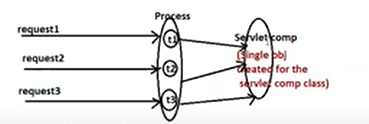 Process
request1
t1
Servlet comp
(Single obj
created for the
servlet comp class)
request2
t2
request3
t3